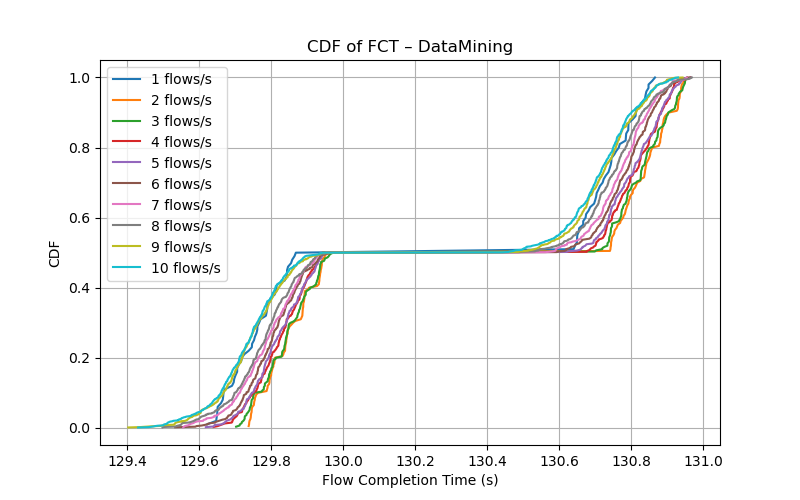 CDF of FCT – DataMining
1 flows/s
2 flows/s
3 flows/s
4 flows/s
5 flows/s
6 flows/s
7 flows/s
8 flows/s
9 flows/s
10 flows/s
CDF
1.0
0.8
0.6
0.4
0.2
0.0
129.4 129.6 129.8 130.0 130.2 130.4 130.6 130.8 131.0
Flow Completion Time (s)